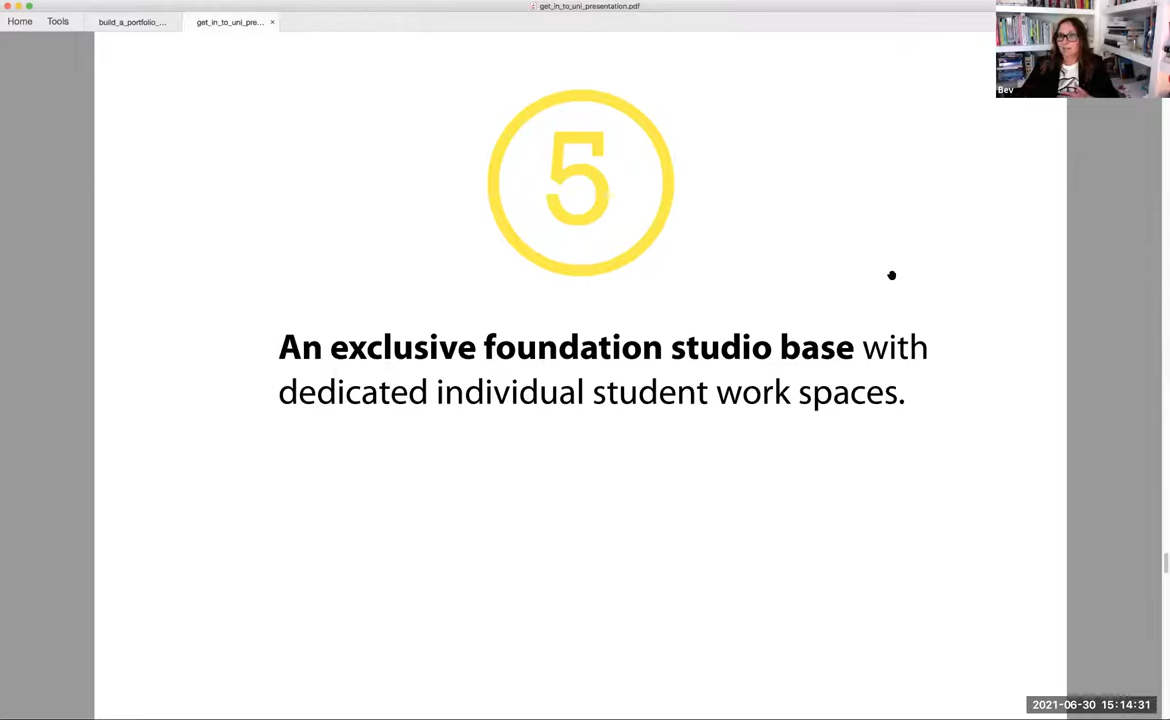 get_in_to_uni_presentation.pdf
Home Tools build_a_portfolio_... get_in_to_uni_pre... ×
Bev
5
An exclusive foundation studio base with
dedicated individual student work spaces.
2021-06-30 15:14:31